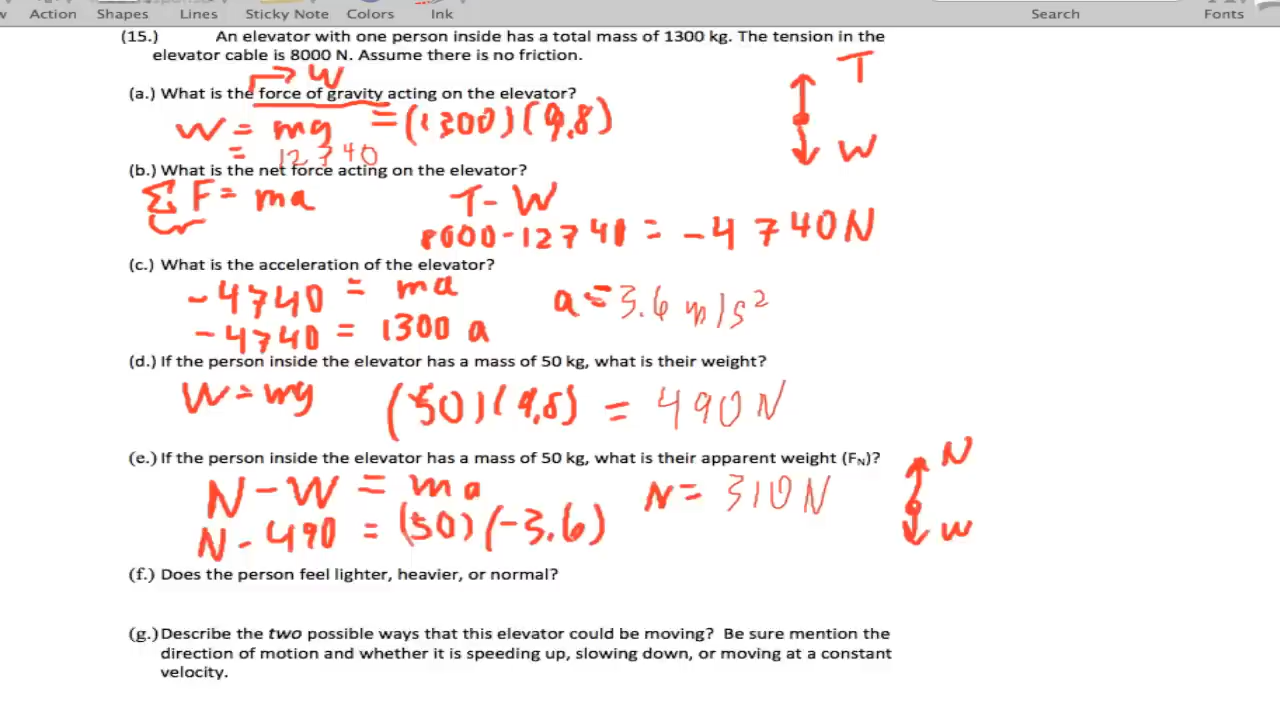 Action Shapes Lines Sticky Note Colors Ink Search Fonts
(15.) An elevator with one person inside has a total mass of 1300 kg. The tension in the
elevator cable is 8000 N. Assume there is no friction.
W
T
(a.) What is the force of gravity acting on the elevator?
W = mg = (1300)(9.8)
= 12740
W
(b.) What is the net force acting on the elevator?
Σ F = ma T - W
8000-12740 = -4740N
(c.) What is the acceleration of the elevator?
-4740 = ma a = -3.6 m/s²
-4740 = 1300 a
(d.) If the person inside the elevator has a mass of 50 kg, what is their weight?
W = mg (50)(9.8) = 490N
N
(e.) If the person inside the elevator has a mass of 50 kg, what is their apparent weight (FN)?
N - W = ma N = 310N
N - 490 = (50)(-3.6)
W
(f.) Does the person feel lighter, heavier, or normal?
(g.) Describe the two possible ways that this elevator could be moving? Be sure mention the
direction of motion and whether it is speeding up, slowing down, or moving at a constant
velocity.